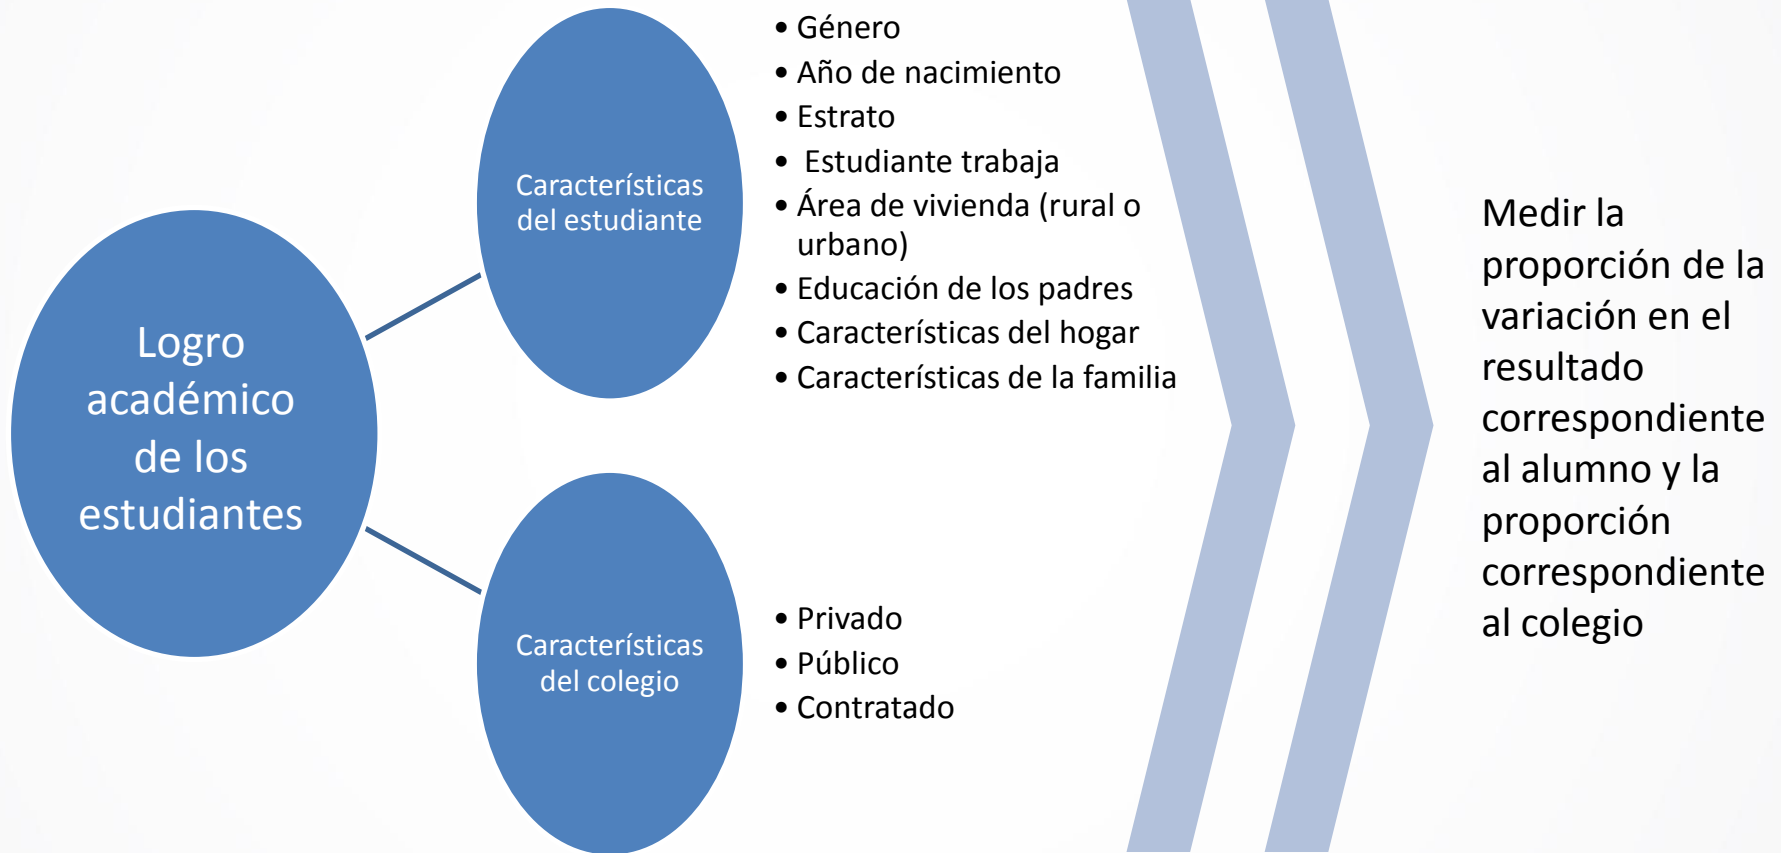 Logro
académico
de los
estudiantes
Características
del estudiante
• Género
• Año de nacimiento
• Estrato
• Estudiante trabaja
• Área de vivienda (rural o
urbano)
• Educación de los padres
• Características del hogar
• Características de la familia
Características
del colegio
• Privado
• Público
• Contratado
Medir la
proporción de la
variación en el
resultado
correspondiente
al alumno y la
proporción
correspondiente
al colegio